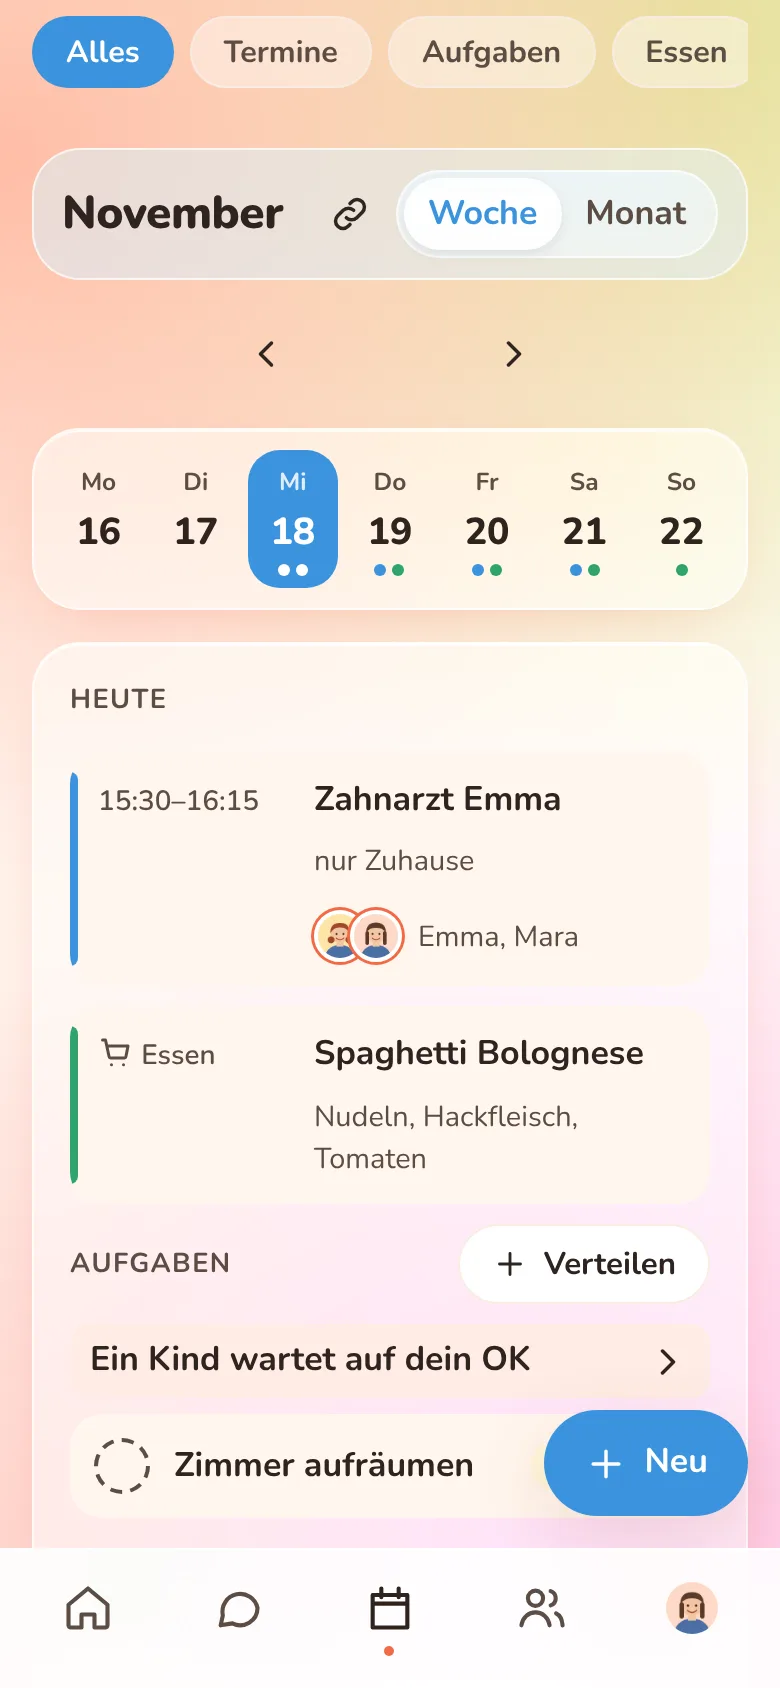 Alles Termine Aufgaben Essen
November Woche Monat
Mo Di Mi Do Fr Sa So
16 17 18 19 20 21 22
HEUTE
15:30–16:15 Zahnarzt Emma
nur Zuhause
Emma, Mara
Essen Spaghetti Bolognese
Nudeln, Hackfleisch,
Tomaten
AUFGABEN + Verteilen
Ein Kind wartet auf dein OK
Zimmer aufräumen
+ Neu